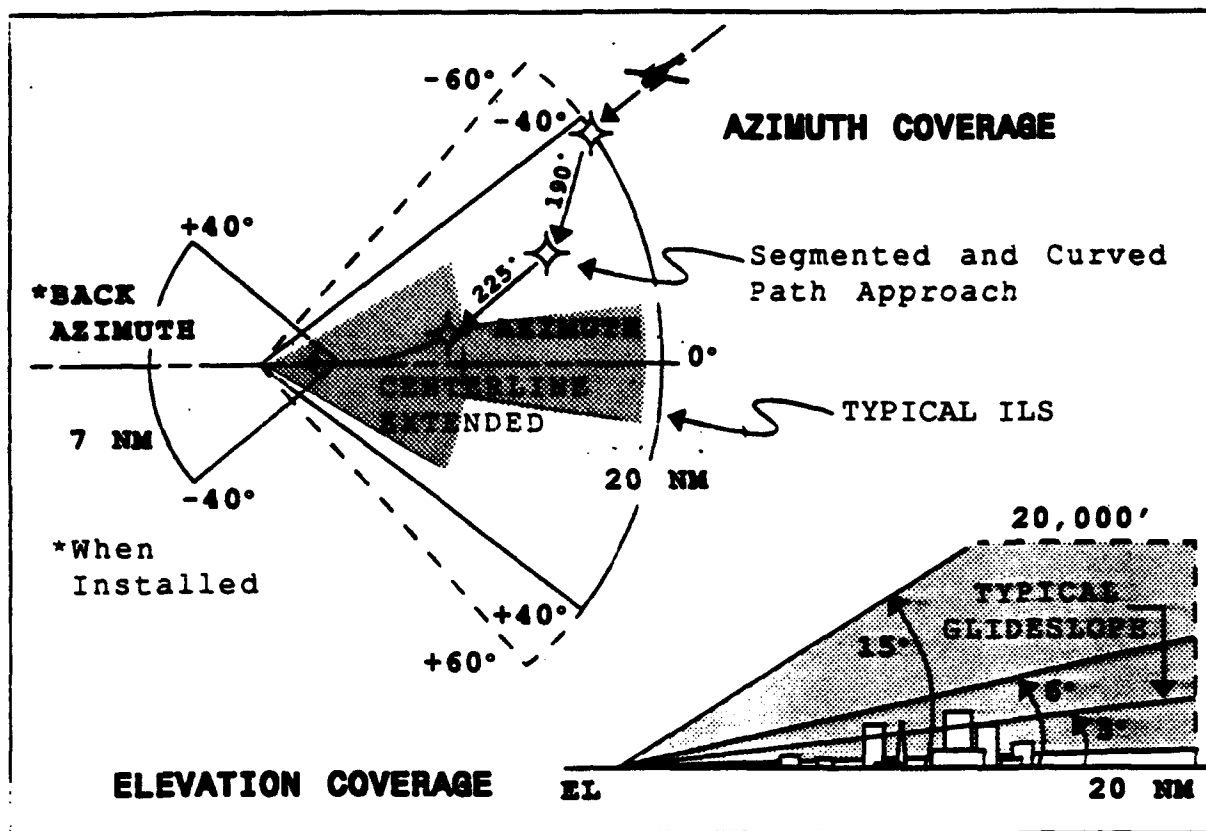 -60°
-40°
AZIMUTH COVERAGE
190°
+40°
Segmented and Curved
Path Approach
225°
*BACK
AZIMUTH
AZIMUTH
0°
CENTERLINE
EXTENDED
TYPICAL ILS
7 NM
20 NM
-40°
20,000'
*When
Installed
TYPICAL
GLIDESLOPE
+40°
15°
+60°
6°
3°
ELEVATION COVERAGE
EL
20 NM